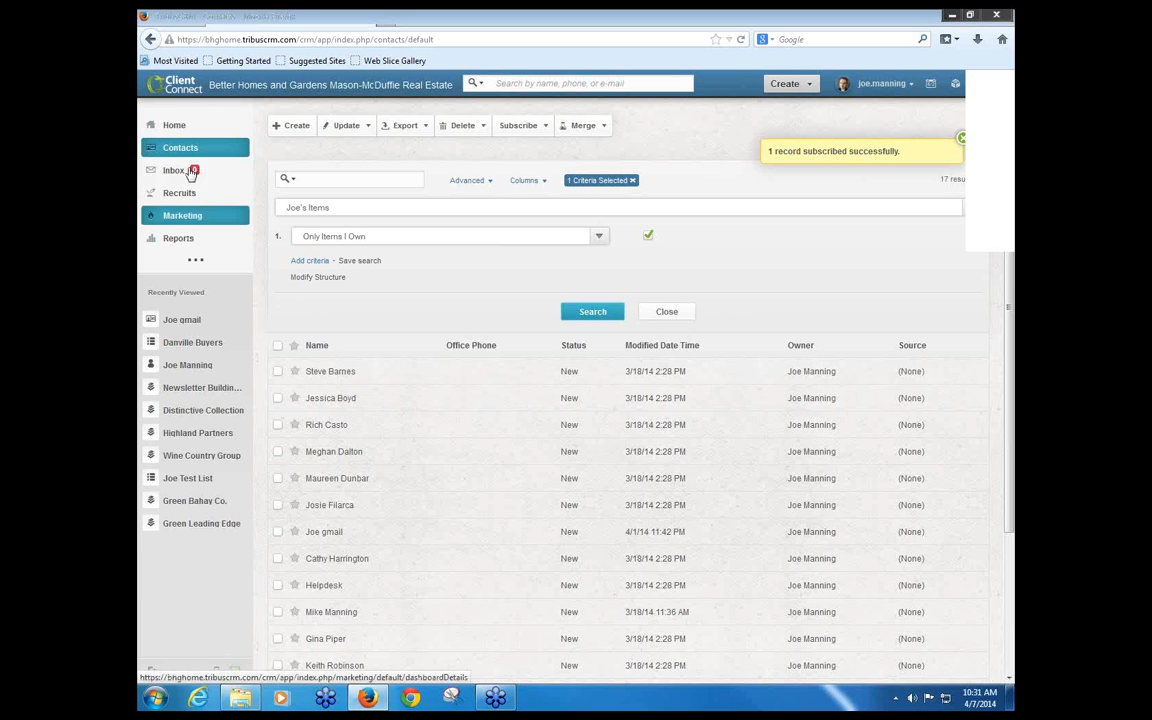 https://bhghome.tribuscrm.com/crm/app/index.php/contacts/default
Google
Most Visited
Getting Started
Suggested Sites
Web Slice Gallery
Client Connect
Better Homes and Gardens Mason-McDuffie Real Estate
Search by name, phone, or e-mail
Create
joe.manning
Home
Contacts
Inbox
Recruits
Marketing
Reports
Create
Update
Export
Delete
Subscribe
Merge
1 record subscribed successfully.
Advanced
Columns
1 Criteria Selected
17
Joe's Items
1.
Only Items I Own
Add criteria - Save search
Modify Structure
Search
Close
Recently Viewed
Joe gmail
Danville Buyers
Joe Manning
Newsletter Buildin...
Distinctive Collection
Highland Partners
Wine Country Group
Joe Test List
Green Bahay Co.
Green Leading Edge
Name Office Phone Status Modified Date Time Owner Source
Steve Barnes New 3/18/14 2:28 PM Joe Manning (None)
Jessica Boyd New 3/18/14 2:28 PM Joe Manning (None)
Rich Casto New 3/18/14 2:28 PM Joe Manning (None)
Meghan Dalton New 3/18/14 2:28 PM Joe Manning (None)
Maureen Dunbar New 3/18/14 2:28 PM Joe Manning (None)
Josie Filarca New 3/18/14 2:28 PM Joe Manning (None)
Joe gmail New 4/1/14 11:42 PM Joe Manning (None)
Cathy Harrington New 3/18/14 2:28 PM Joe Manning (None)
Helpdesk New 3/18/14 2:28 PM Joe Manning (None)
Mike Manning New 3/18/14 11:36 AM Joe Manning (None)
Gina Piper New 3/18/14 2:28 PM Joe Manning (None)
Keith Robinson New 3/18/14 2:28 PM Joe Manning (None)
https://bhghome.tribuscrm.com/crm/app/index.php/marketing/default/dashboardDetails
10:31 AM
4/7/2014